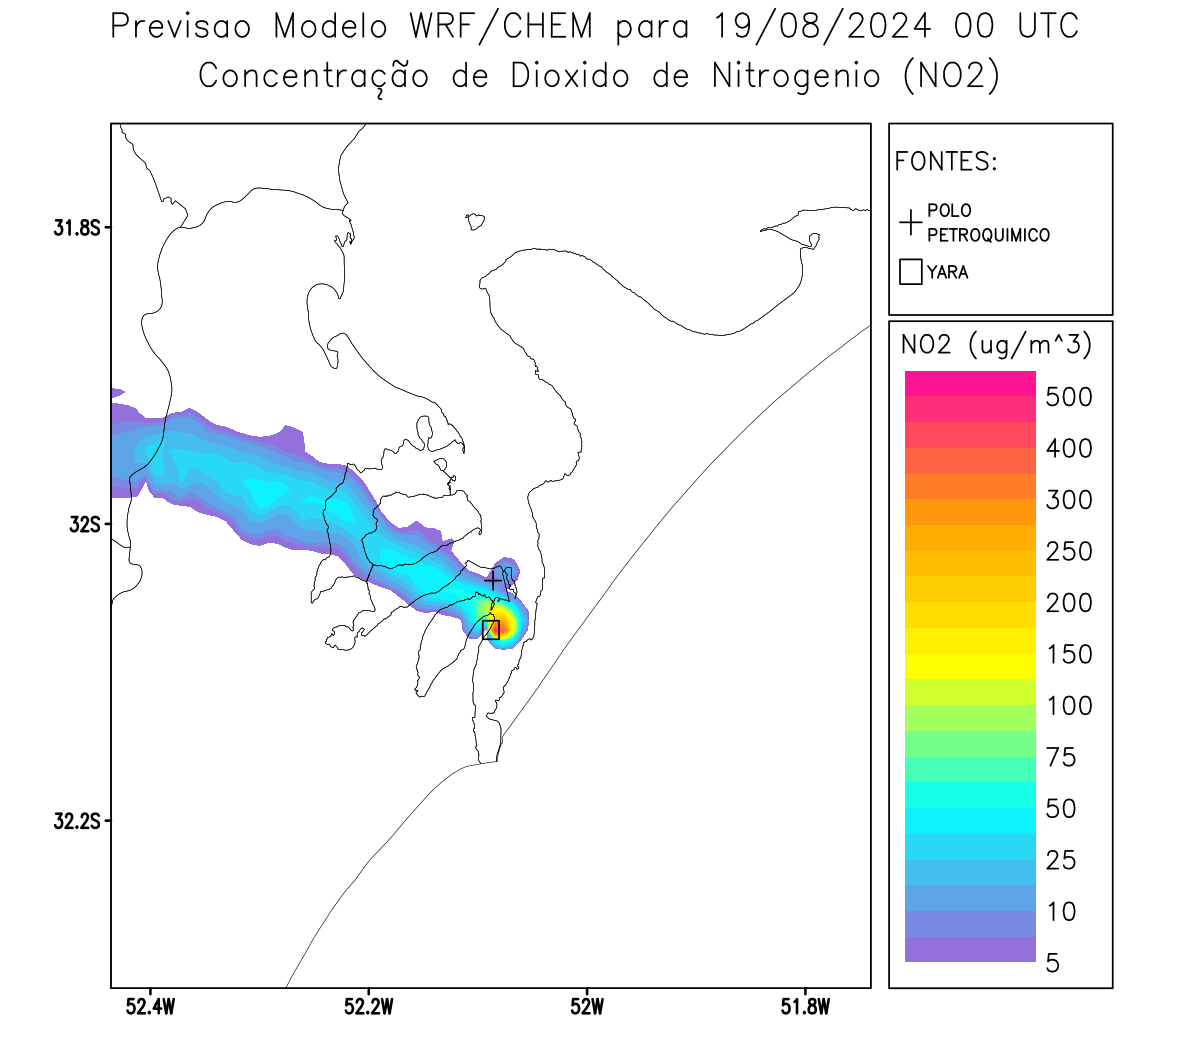 Previsao Modelo WRF/CHEM para 19/08/2024 00 UTC
Concentração de Dioxido de Nitrogenio (NO2)
FONTES:
POLO
PETROQUIMICO
YARA
31.8S
32S
32.2S
52.4W
52.2W
52W
51.8W
NO2 (ug/m^3)
500
400
300
250
200
150
100
75
50
25
10
5